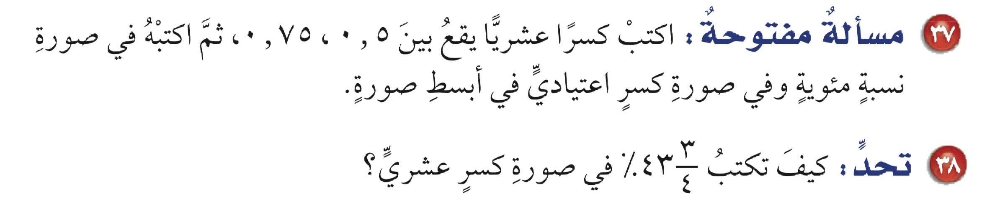 ٣٧ مسألةٌ مفتوحةٌ: اكتبْ كسرًا عشريًّا يقعُ بينَ ٠,٥ ، ٠,٧٥، ثمَّ اكتبْهُ في صورةِ
نسبةٍ مئويةٍ وفي صورةِ كسرٍ اعتياديٍّ في أبسطِ صورةٍ.
٣٨ تحدٍّ: كيفَ تكتبُ ٤٣ ٣/٤ ٪ في صورةِ كسرٍ عشريٍّ؟